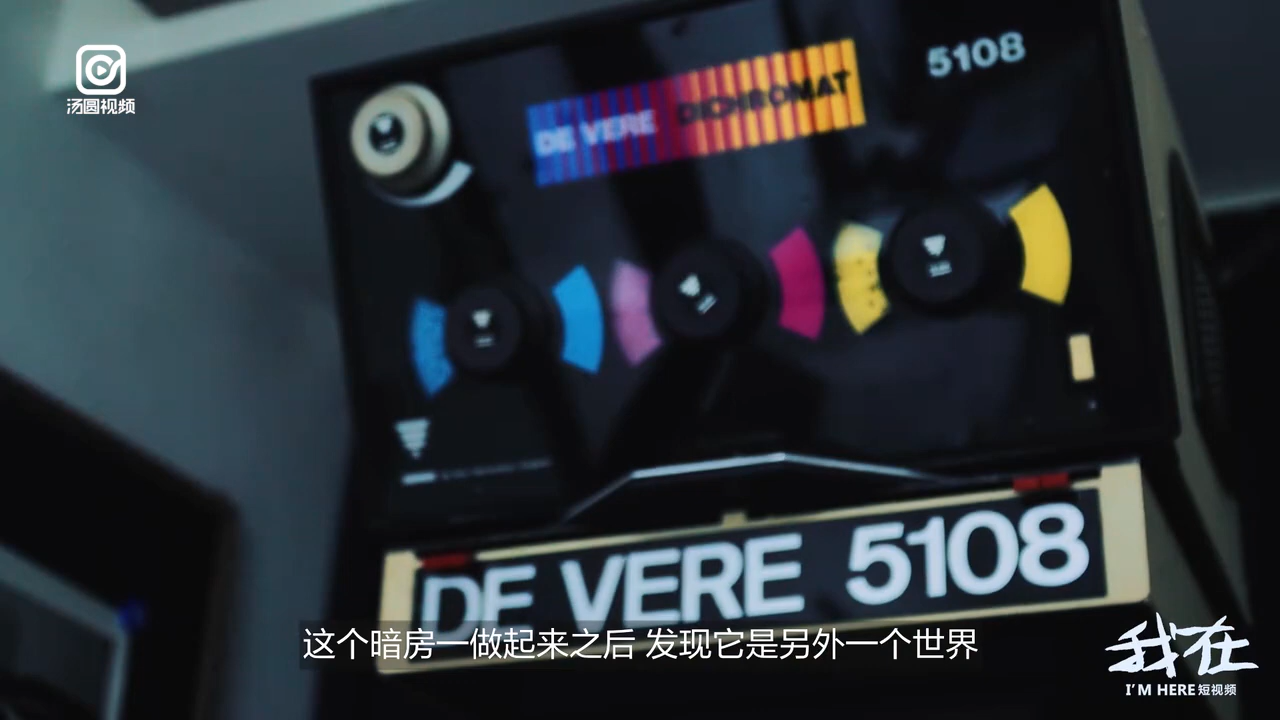 汤圆视频
5108
DE VERE DICHROMAT
DE VERE 5108
这个暗房一做起来之后 发现它是另外一个世界
我在
I'M HERE 短视频